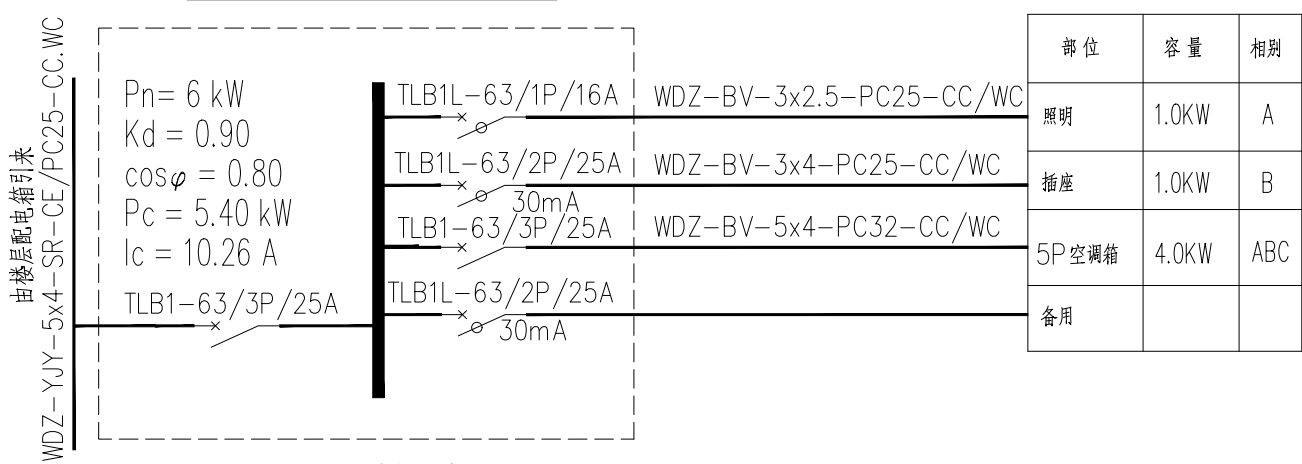 由楼层配电箱引来
WDZ-YJY-5x4-SR-CE/PC25-CC.WC
Pn= 6 kW
Kd = 0.90
cosφ = 0.80
Pc = 5.40 kW
Ic = 10.26 A
TLB1-63/3P/25A
TLB1L-63/1P/16A
WDZ-BV-3x2.5-PC25-CC/WC
TLB1L-63/2P/25A
30mA
WDZ-BV-3x4-PC25-CC/WC
TLB1-63/3P/25A
WDZ-BV-5x4-PC32-CC/WC
TLB1L-63/2P/25A
30mA
部位 容量 相别
照明 1.0KW A
插座 1.0KW B
5P空调箱 4.0KW ABC
备用